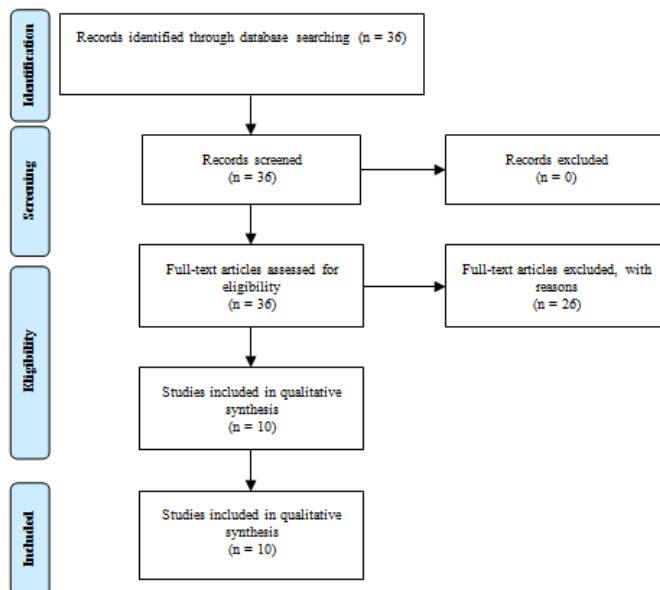 Identification
Records identified through database searching (n = 36)
Screening
Records screened
(n = 36)
Records excluded
(n = 0)
Eligibility
Full-text articles assessed for
eligibility
(n = 36)
Full-text articles excluded, with
reasons
(n = 26)
Studies included in qualitative
synthesis
(n = 10)
Included
Studies included in qualitative
synthesis
(n = 10)